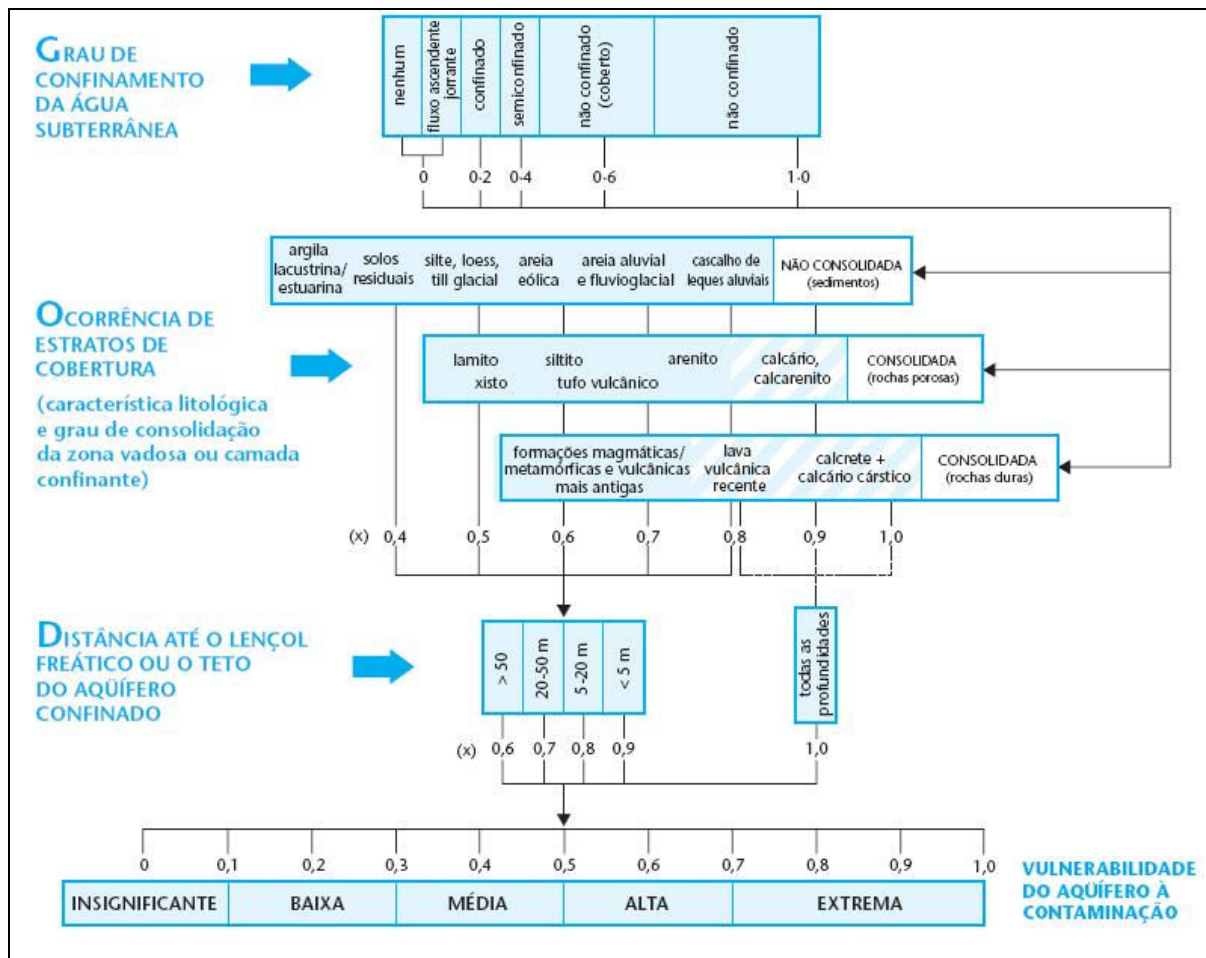 GRAU DE
CONFINAMENTO
DA ÁGUA
SUBTERRÂNEA
nenhum
fluxo ascendente
jorrante
confinado
semiconfinado
não confinado
(coberto)
não confinado
0
0·2
0·4
0·6
1·0
OCORRÊNCIA DE
ESTRATOS DE
COBERTURA
(característica litológica
e grau de consolidação
da zona vadosa ou camada
confinante)
argila
lacustrina/
estuarina
solos
residuais
silte, loess,
till glacial
areia
eólica
areia aluvial
e fluvioglacial
cascalho de
leques aluviais
NÃO CONSOLIDADA
(sedimentos)
lamito
xisto
siltito
tufo vulcânico
arenito
calcário,
calcarenito
CONSOLIDADA
(rochas porosas)
formações magmáticas/
metamórficas e vulcânicas
mais antigas
lava
vulcânica
recente
calcrete +
calcário cárstico
CONSOLIDADA
(rochas duras)
(x) 0,4 0,5 0,6 0,7 0,8 0,9 1,0
DISTÂNCIA ATÉ O LENÇOL
FREÁTICO OU O TETO
DO AQÜÍFERO
CONFINADO
> 50
20-50 m
5-20 m
< 5 m
todas as
profundidades
(x) 0,6 0,7 0,8 0,9 1,0
0 0,1 0,2 0,3 0,4 0,5 0,6 0,7 0,8 0,9 1,0
INSIGNIFICANTE BAIXA MÉDIA ALTA EXTREMA
VULNERABILIDADE
DO AQÜÍFERO À
CONTAMINAÇÃO